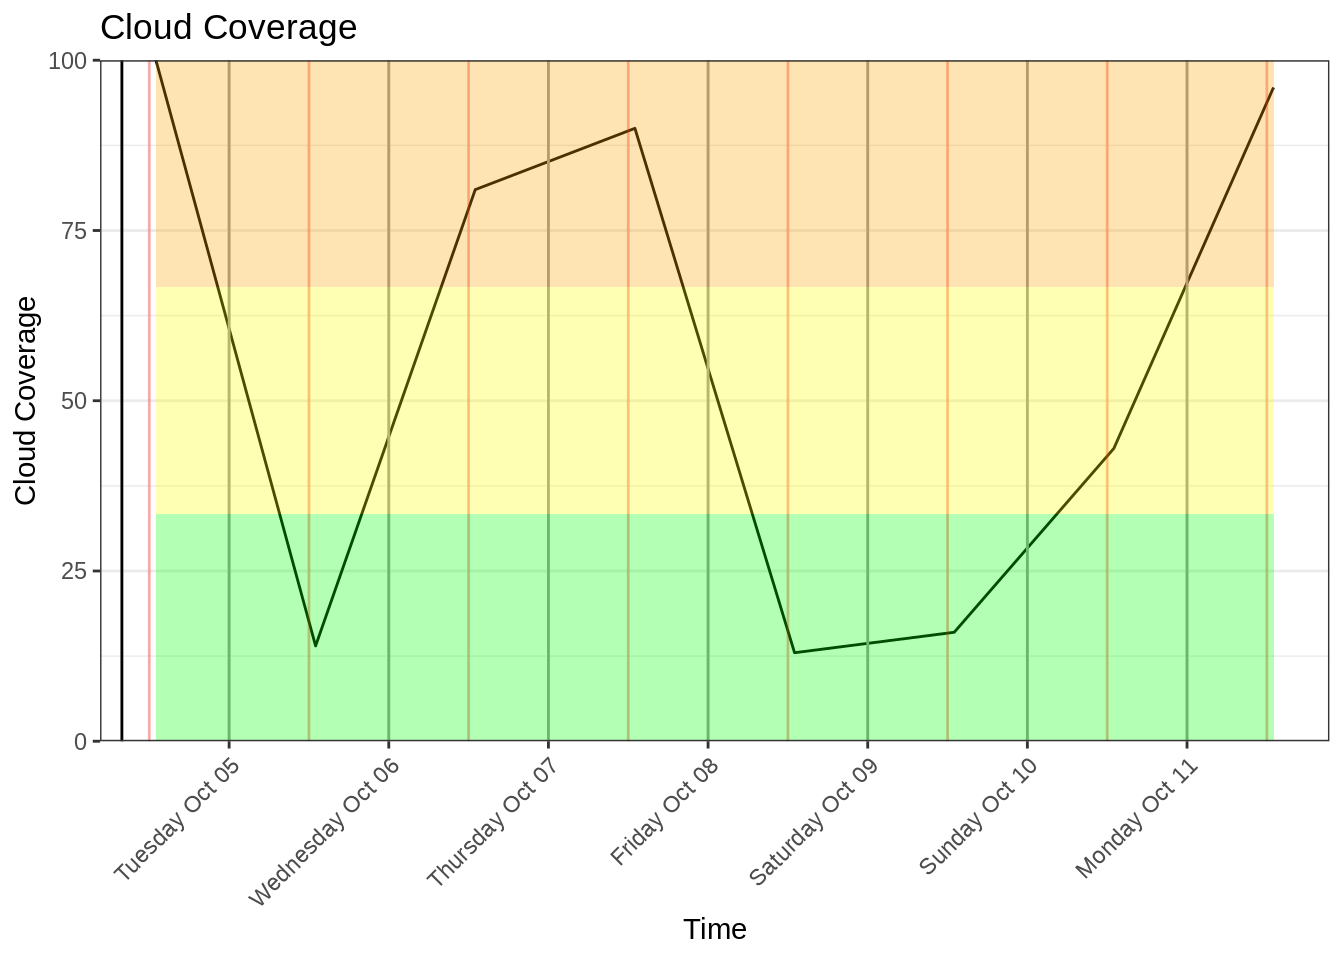 Cloud Coverage
100
75
50
25
0
Cloud Coverage
Tuesday Oct 05
Wednesday Oct 06
Thursday Oct 07
Friday Oct 08
Saturday Oct 09
Sunday Oct 10
Monday Oct 11
Time